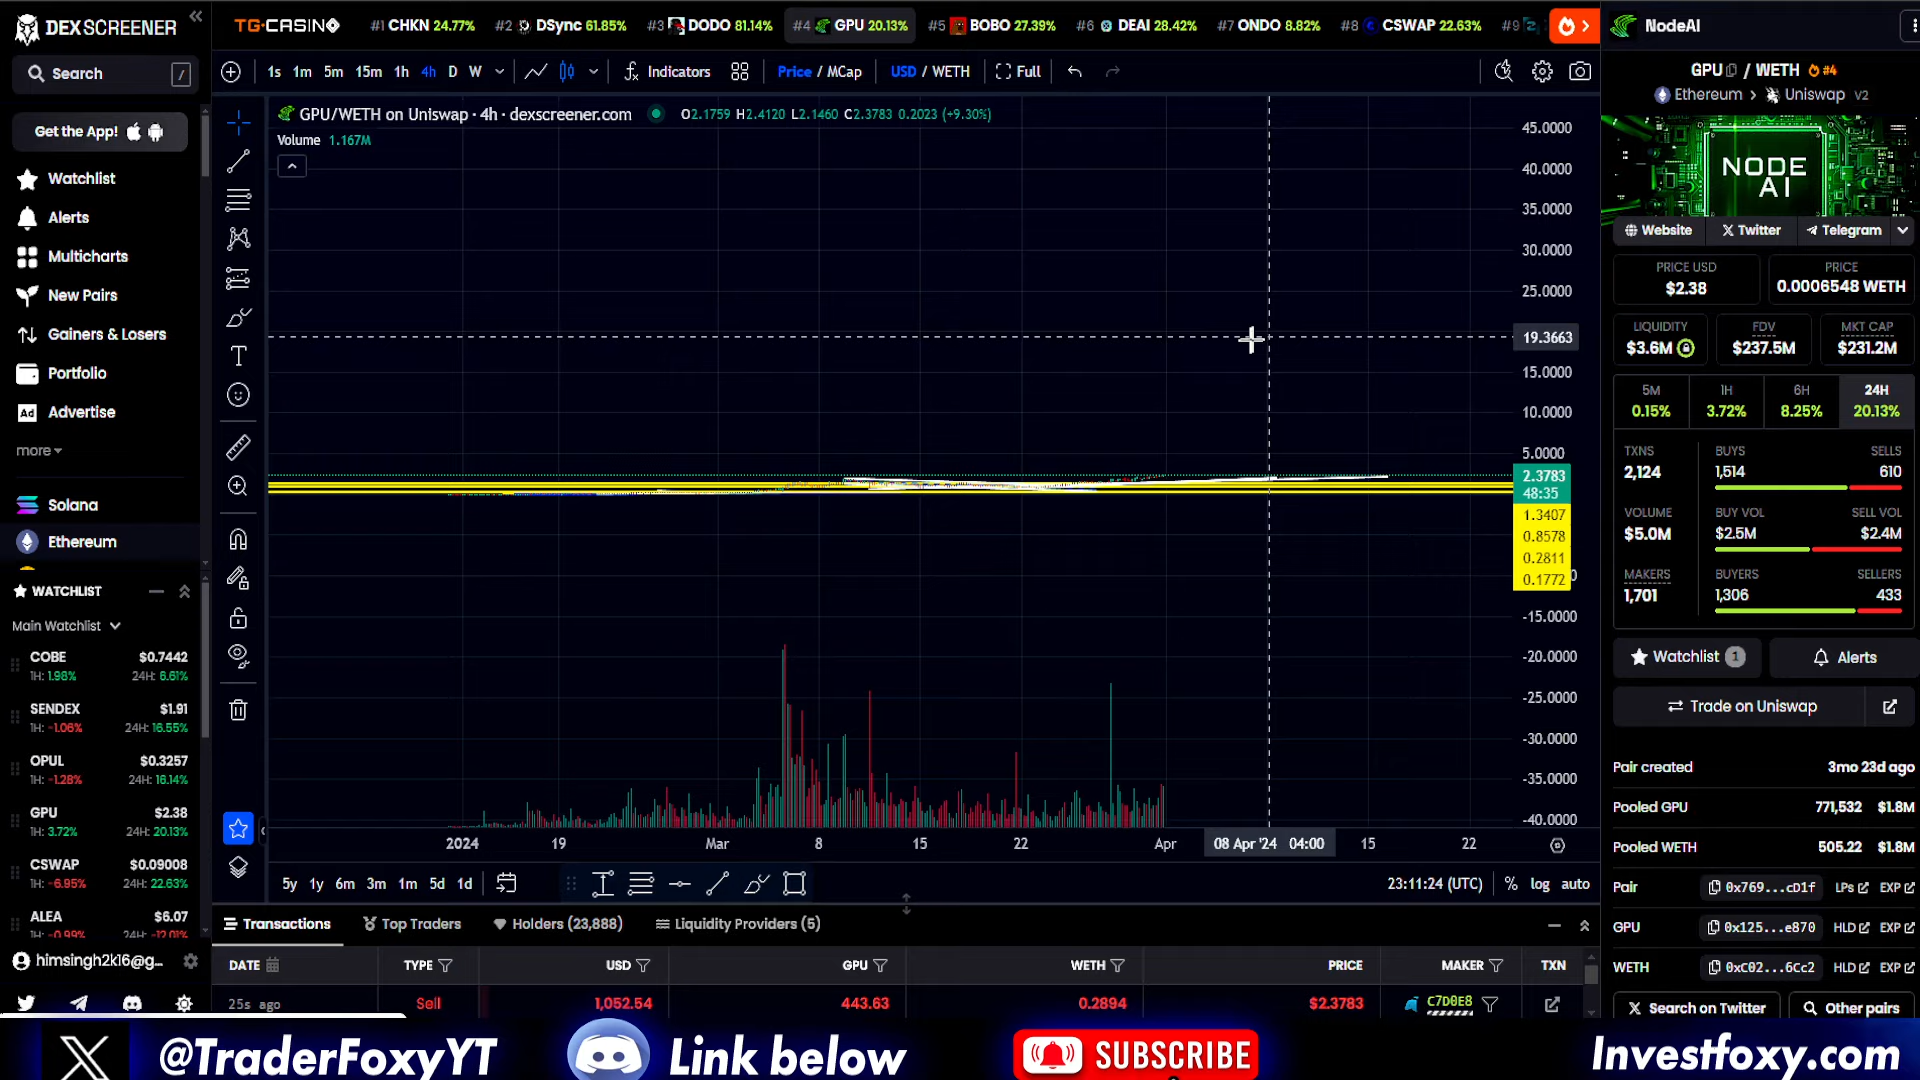 DEXSCREENER
Search /
Get the App!
Watchlist
Alerts
Multicharts
New Pairs
Gainers & Losers
Portfolio
Ad Advertise
more
Solana
Ethereum
WATCHLIST
Main Watchlist
COBE $0.7442
1H: 1.98% 24H: 6.61%
SENDEX $1.91
1H: -1.06% 24H: 16.55%
OPUL $0.3257
1H: -1.28% 24H: 16.14%
GPU $2.38
1H: 3.72% 24H: 20.13%
CSWAP $0.09008
1H: -6.95% 24H: 22.63%
ALEA $6.07
1H: -0.99% 24H: -12.01%
himsingh2k16@g...
TG.CASINO #1 CHKN 24.77% #2 DSync 61.85% #3 DODO 81.14% #4 GPU 20.13% #5 BOBO 27.39% #6 DEAI 28.42% #7 ONDO 8.82% #8 CSWAP 22.63% #9
1s 1m 5m 15m 1h 4h D W Indicators Price / MCap USD / WETH Full
GPU/WETH on Uniswap · 4h · dexscreener.com O2.1759 H2.4120 L2.1460 C2.3783 0.2023 (+9.30%)
Volume 1.167M
45.0000
40.0000
35.0000
30.0000
25.0000
19.3663
15.0000
10.0000
5.0000
2.3783
48:35
1.3407
0.8578
0.2811
0.1772
-15.0000
-20.0000
-25.0000
-30.0000
-35.0000
-40.0000
2024 19 Mar 8 15 22 Apr 08 Apr '24 04:00 15 22
5y 1y 6m 3m 1m 5d 1d 23:11:24 (UTC) % log auto
Transactions Top Traders Holders (23,888) Liquidity Providers (5)
DATE TYPE USD GPU WETH PRICE MAKER TXN
25s ago Sell 1,052.54 443.63 0.2894 $2.3783 C7D0E8
NodeAI
GPU / WETH #4
Ethereum > Uniswap V2
NODE
AI
Website Twitter Telegram
PRICE USD PRICE
$2.38 0.0006548 WETH
LIQUIDITY FDV MKT CAP
$3.6M $237.5M $231.2M
5M 1H 6H 24H
0.15% 3.72% 8.25% 20.13%
TXNS BUYS SELLS
2,124 1,514 610
VOLUME BUY VOL SELL VOL
$5.0M $2.5M $2.4M
MAKERS BUYERS SELLERS
1,701 1,306 433
Watchlist 1 Alerts
Trade on Uniswap
Pair created 3mo 23d ago
Pooled GPU 771,532 $1.8M
Pooled WETH 505.22 $1.8M
Pair 0x769...cD1f LPs EXP
GPU 0x125...e870 HLD EXP
WETH 0xC02...6Cc2 HLD EXP
Search on Twitter Other pairs
@TraderFoxyYT Link below SUBSCRIBE Investfoxy.com